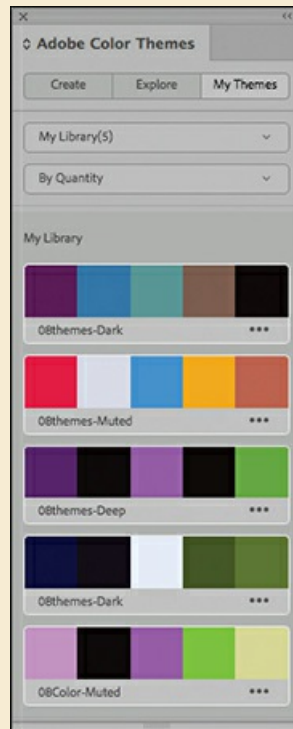 Adobe Color Themes
Create Explore My Themes
My Library(5)
By Quantity
My Library
08themes-Dark
08themes-Muted
08themes-Deep
08themes-Dark
08Color-Muted